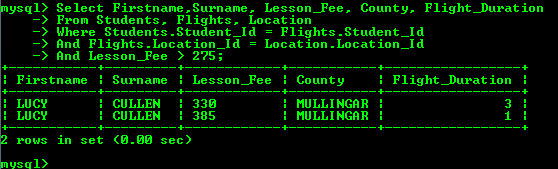 mysql> Select Firstname,Surname, Lesson_Fee, County, Flight_Duration
-> From Students, Flights, Location
-> Where Students.Student_Id = Flights.Student_Id
-> And Flights.Location_Id = Location.Location_Id
-> And Lesson_Fee > 275;
+-----------+---------+------------+-----------+-----------------+
| Firstname | Surname | Lesson_Fee | County | Flight_Duration |
+-----------+---------+------------+-----------+-----------------+
| LUCY | CULLEN | 330 | MULLINGAR | 3 |
| LUCY | CULLEN | 385 | MULLINGAR | 1 |
+-----------+---------+------------+-----------+-----------------+
2 rows in set (0.00 sec)
mysql>